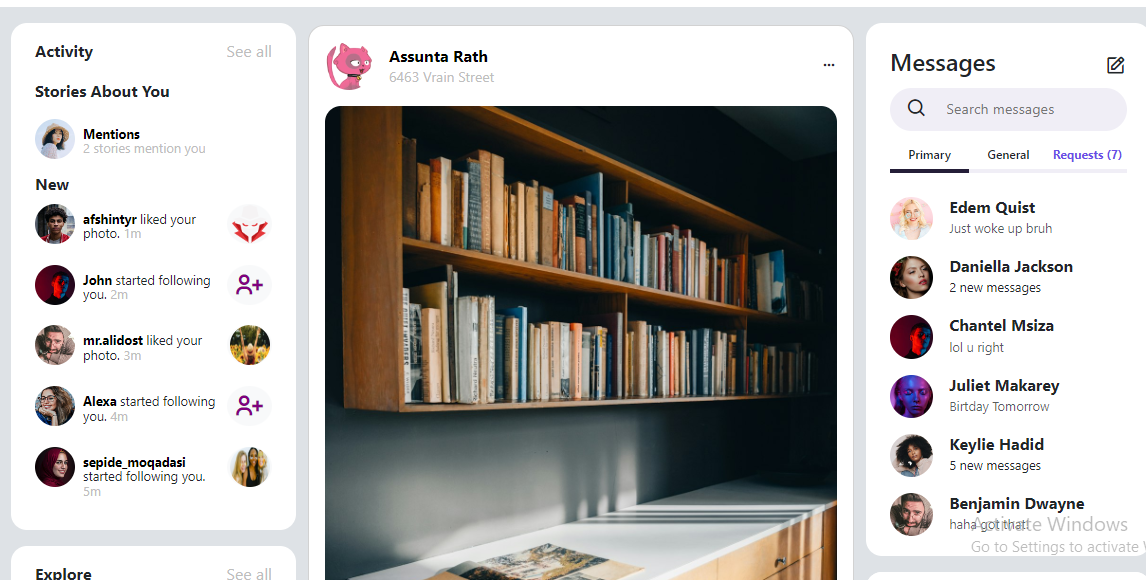 Activity
See all
Stories About You
Mentions
2 stories mention you
New
afshintyr liked your
photo. 1m
John started following
you. 2m
mr.alidost liked your
photo. 3m
Alexa started following
you. 4m
sepide_moqadasi
started following you.
5m
Explore
See all
Assunta Rath
6463 Vrain Street
...
Messages
Search messages
Primary
General
Requests (7)
Edem Quist
Just woke up bruh
Daniella Jackson
2 new messages
Chantel Msiza
lol u right
Juliet Makarey
Birtday Tomorrow
Keylie Hadid
5 new messages
Benjamin Dwayne
haha got that!
Activate Windows
Go to Settings to activate